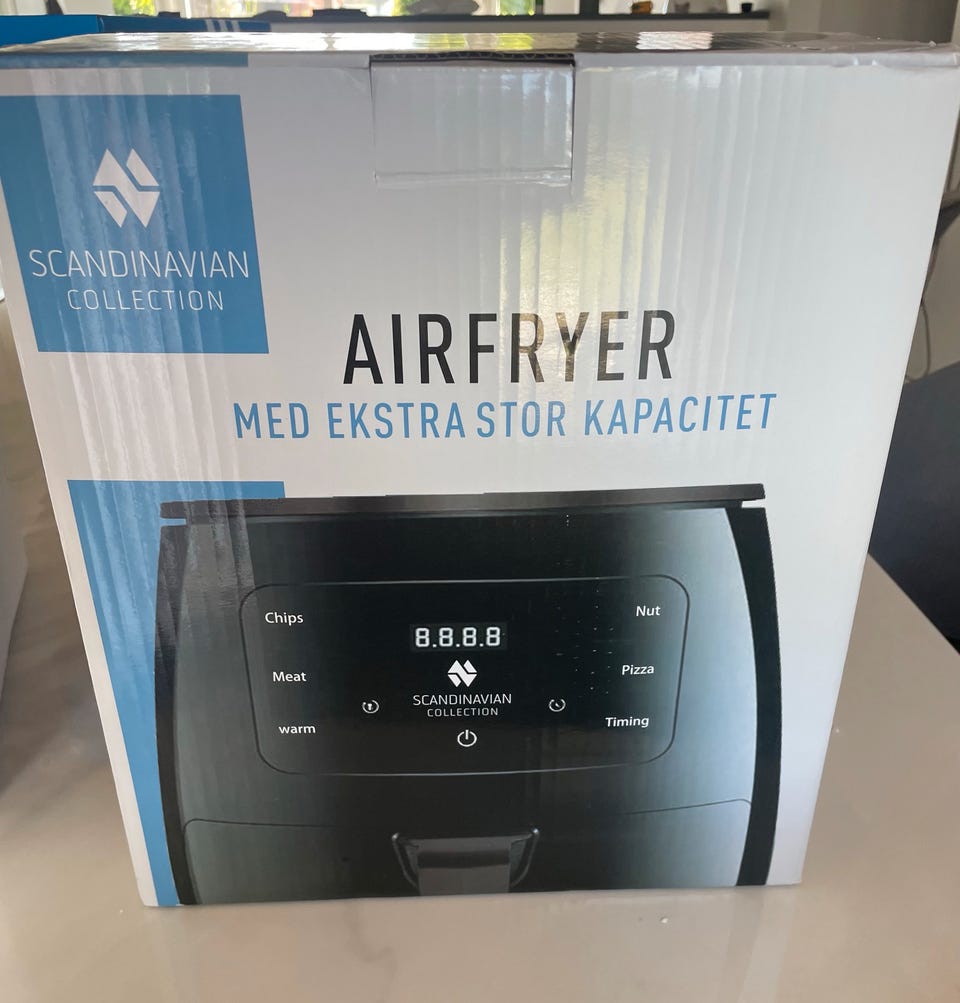 SCANDINAVIAN
COLLECTION
AIRFRYER
MED EKSTRA STOR KAPACITET
Chips
Meat
warm
8.8.8.8
SCANDINAVIAN
COLLECTION
Nut
Pizza
Timing